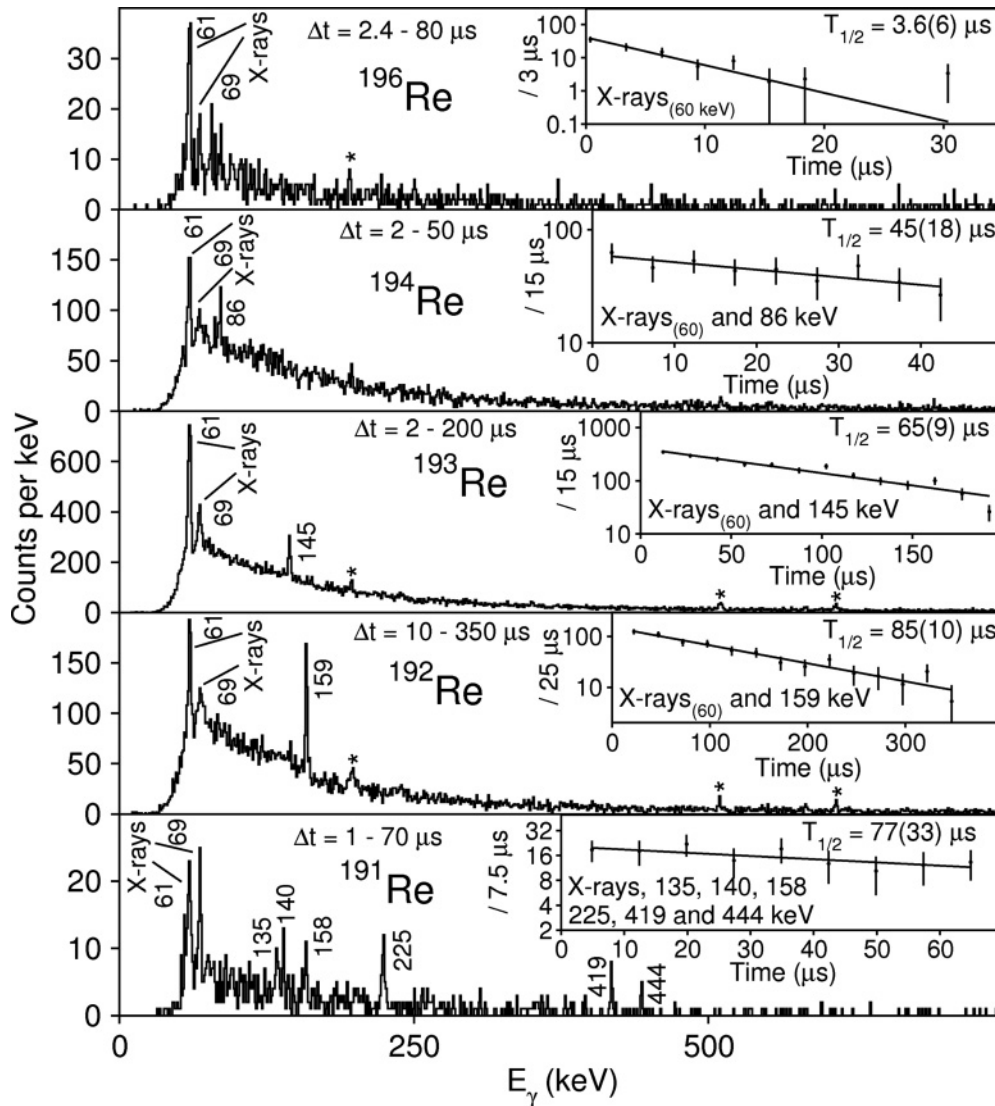 Counts per keV
61
X-rays
69
Δt = 2.4 - 80 μs
196Re
*
40
30
20
10
0
T1/2 = 3.6(6) μs
/ 3 μs
100
10
1
0.1
X-rays(60 keV)
0 10 20 30
Time (μs)
61
69
X-rays
86
Δt = 2 - 50 μs
194Re
150
100
50
0
T1/2 = 45(18) μs
/ 15 μs
100
10
X-rays(60) and 86 keV
0 10 20 30 40
Time (μs)
61
69
X-rays
145
Δt = 2 - 200 μs
193Re
* * *
600
400
200
0
T1/2 = 65(9) μs
/ 15 μs
1000
100
10
X-rays(60) and 145 keV
0 50 100 150
Time (μs)
61
69
X-rays
159
Δt = 10 - 350 μs
192Re
* * *
150
100
50
0
T1/2 = 85(10) μs
/ 25 μs
100
10
X-rays(60) and 159 keV
0 100 200 300
Time (μs)
X-rays
61
69
135
140
158
225
419
444
Δt = 1 - 70 μs
191Re
20
10
0
T1/2 = 77(33) μs
/ 7.5 μs
32
16
8
4
2
X-rays, 135, 140, 158
225, 419 and 444 keV
0 10 20 30 40 50 60
Time (μs)
0 250 500
Eγ (keV)